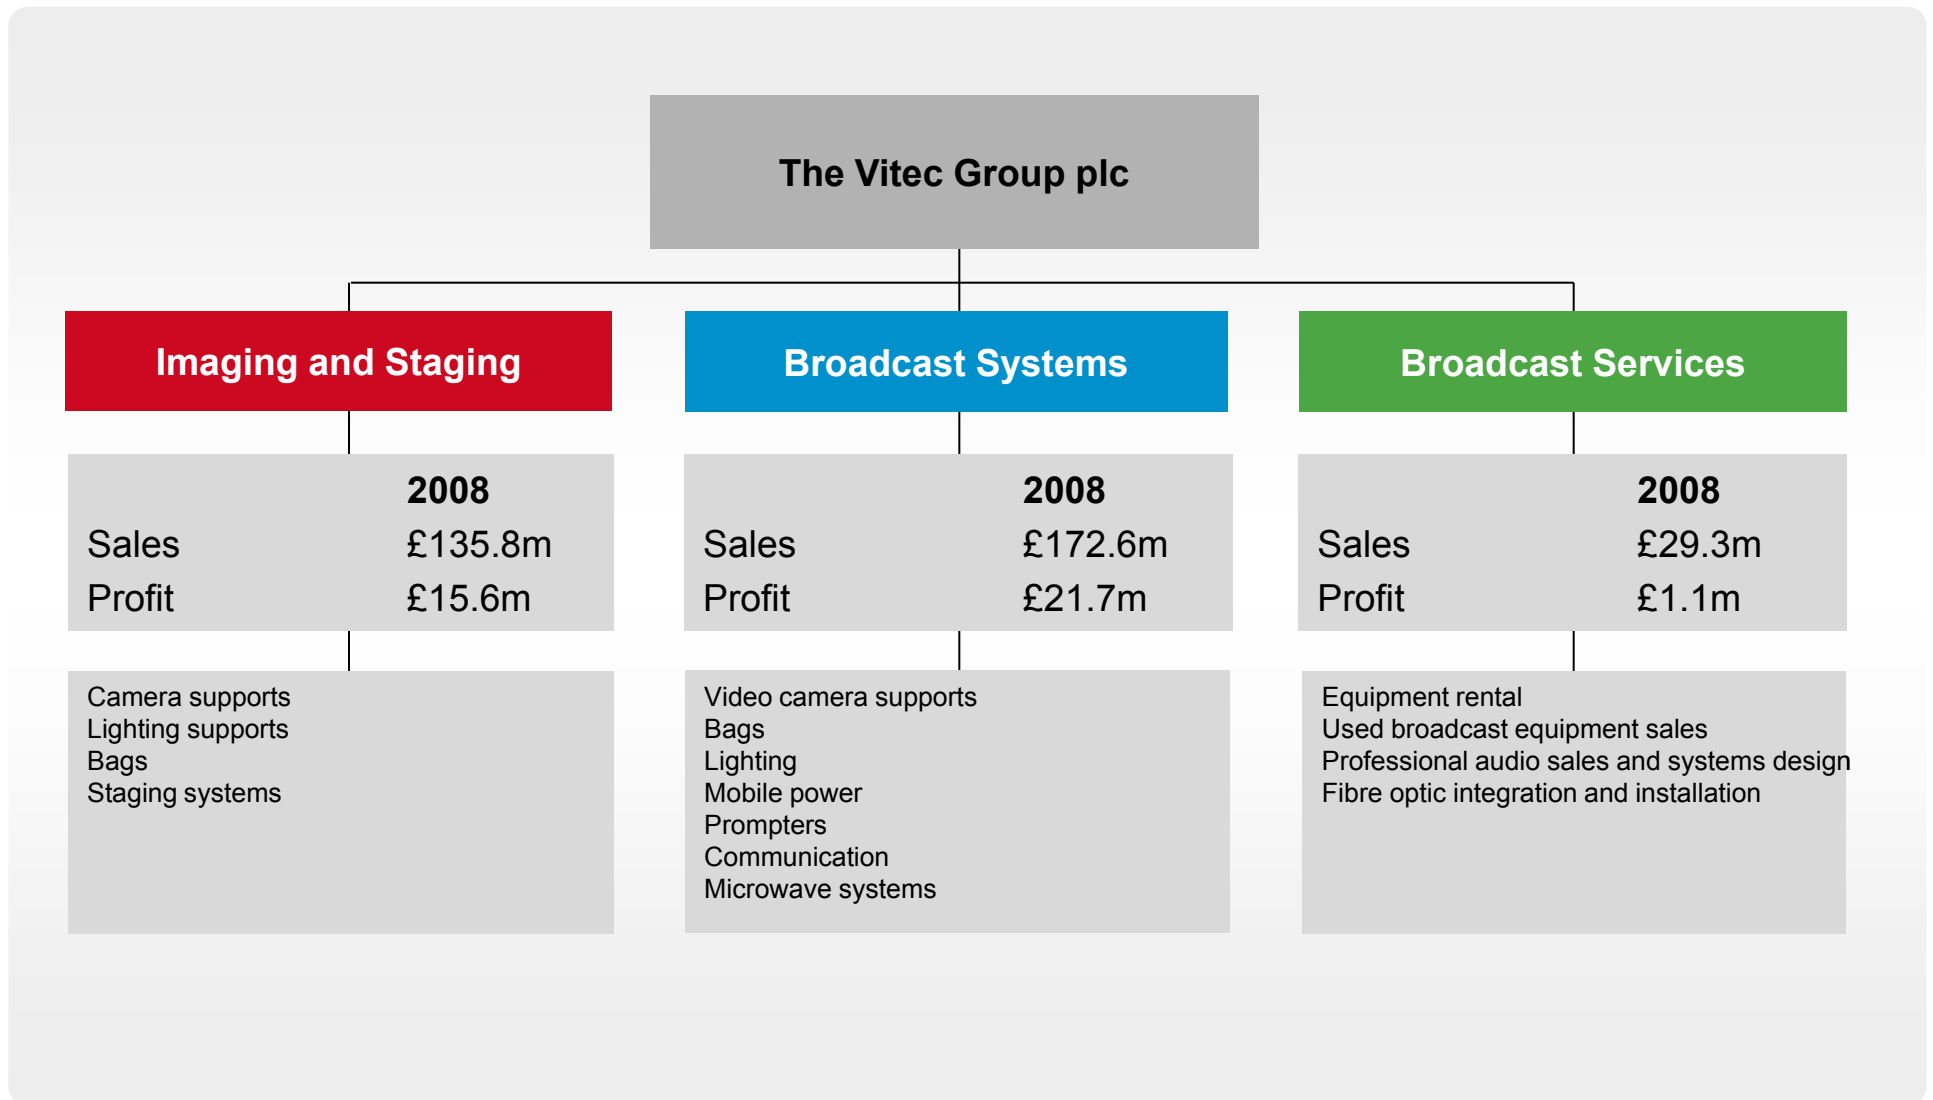 The Vitec Group plc
Imaging and Staging
2008
Sales £135.8m
Profit £15.6m
Camera supports
Lighting supports
Bags
Staging systems
Broadcast Systems
2008
Sales £172.6m
Profit £21.7m
Video camera supports
Bags
Lighting
Mobile power
Prompters
Communication
Microwave systems
Broadcast Services
2008
Sales £29.3m
Profit £1.1m
Equipment rental
Used broadcast equipment sales
Professional audio sales and systems design
Fibre optic integration and installation